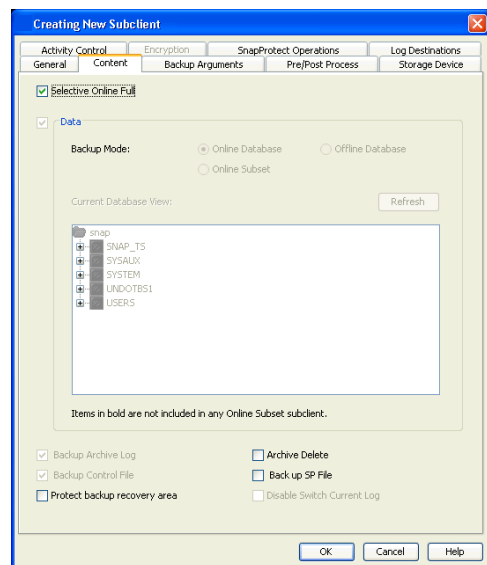 Creating New Subclient
Activity Control Encryption SnapProtect Operations Log Destinations
General Content Backup Arguments Pre/Post Process Storage Device
Selective Online Full
Data
Backup Mode: Online Database Offline Database
Online Subset
Current Database View: Refresh
snap
SNAP_TS
SYSAUX
SYSTEM
UNDOTBS1
USERS
Items in bold are not included in any Online Subset subclient.
Backup Archive Log Archive Delete
Backup Control File Back up SP File
Protect backup recovery area Disable Switch Current Log
OK Cancel Help